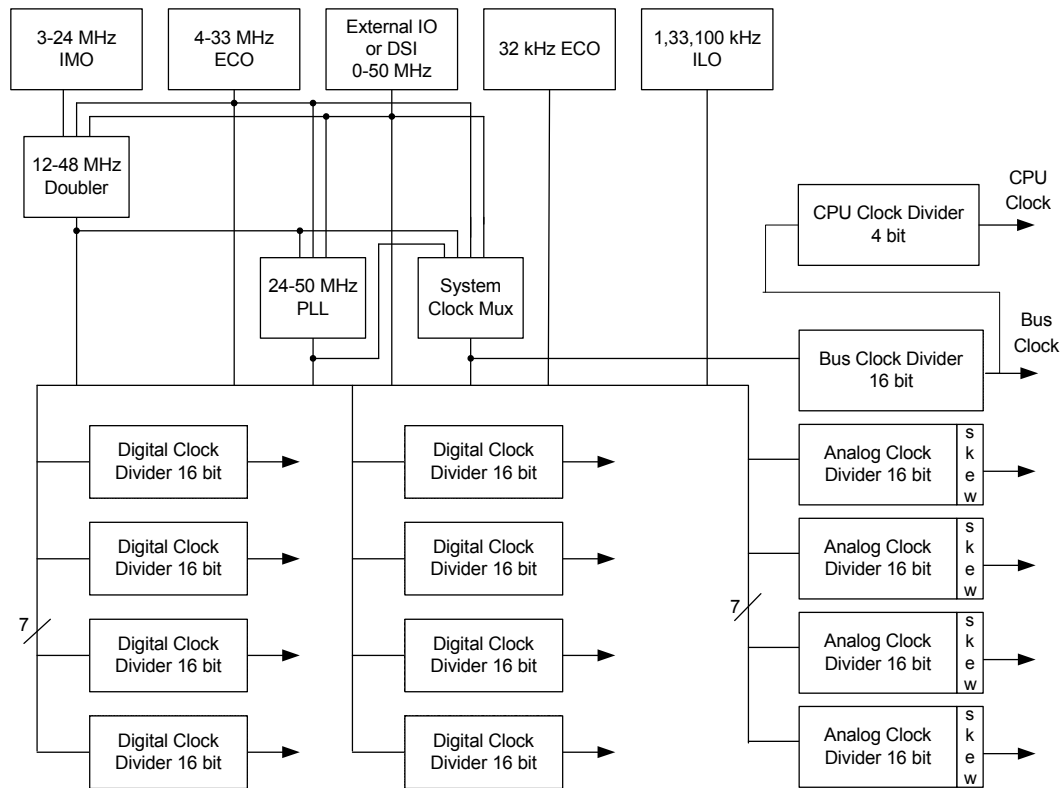 3-24 MHz
IMO
4-33 MHz
ECO
External IO
or DSI
0-50 MHz
32 kHz ECO
1,33,100 kHz
ILO
12-48 MHz
Doubler
24-50 MHz
PLL
System
Clock Mux
CPU Clock Divider
4 bit
CPU
Clock
Bus Clock Divider
16 bit
Bus
Clock
Digital Clock
Divider 16 bit
Digital Clock
Divider 16 bit
Analog Clock
Divider 16 bit
s
k
e
w
Digital Clock
Divider 16 bit
Digital Clock
Divider 16 bit
Analog Clock
Divider 16 bit
s
k
e
w
7
7
Digital Clock
Divider 16 bit
Digital Clock
Divider 16 bit
Analog Clock
Divider 16 bit
s
k
e
w
Digital Clock
Divider 16 bit
Digital Clock
Divider 16 bit
Analog Clock
Divider 16 bit
s
k
e
w